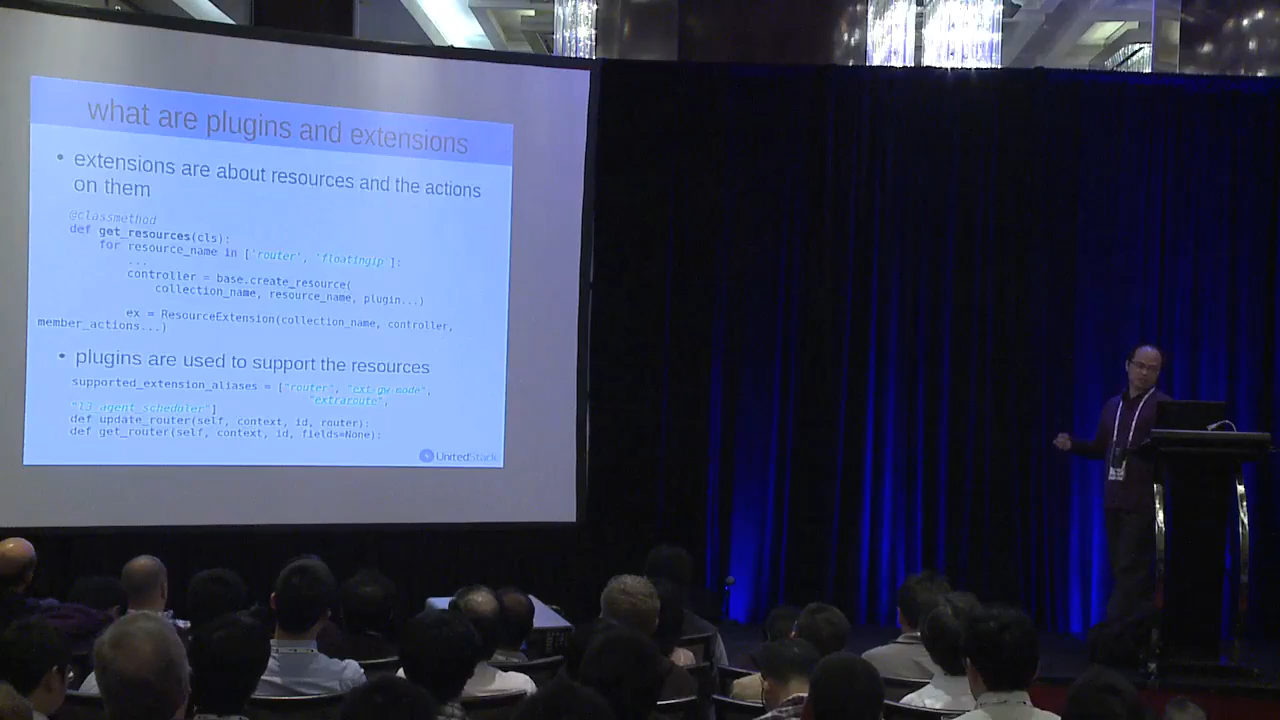 what are plugins and extensions
• extensions are about resources and the actions
on them
@classmethod
def get_resources(cls):
for resource_name in ['router', 'floatingip']:
...
controller = base.create_resource(
collection_name, resource_name, plugin...)
ex = ResourceExtension(collection_name, controller,
member_actions...)
• plugins are used to support the resources
supported_extension_aliases = ["router", "ext-gw-mode",
"extraroute",
"l3_agent_scheduler"]
def update_router(self, context, id, router):
def get_router(self, context, id, fields=None):
UnitedStack